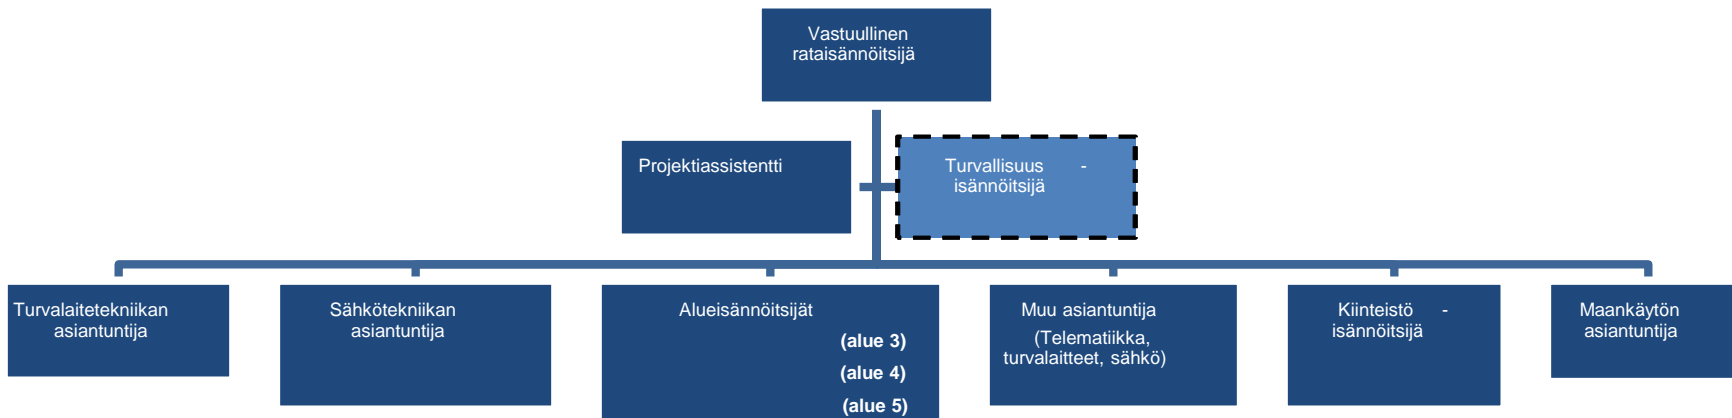 Vastuullinen
rataisännöitsijä
Projektiassistentti
Turvallisuus -
isännöitsijä
Turvalaitetekniikan
asiantuntija
Sähkötekniikan
asiantuntija
Alueisännöitsijät
(alue 3)
(alue 4)
(alue 5)
Muu asiantuntija
(Telematiikka,
turvalaitteet, sähkö)
Kiinteistö -
isännöitsijä
Maankäytön
asiantuntija